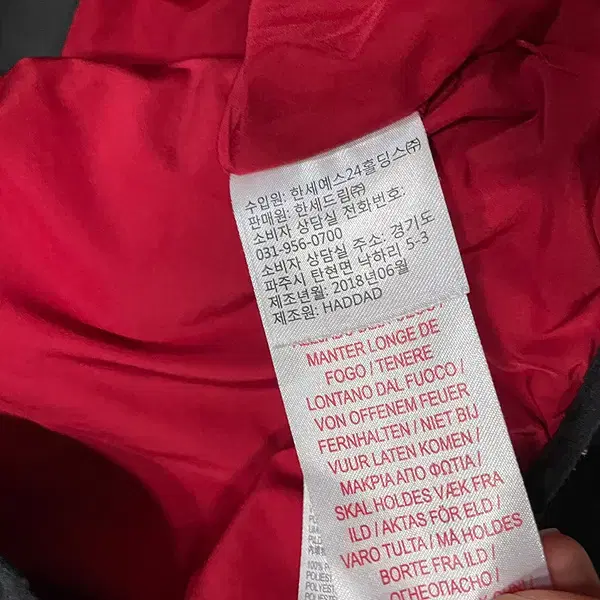 수입원: 한세예스24홀딩스㈜
판매원: 한세드림㈜
소비자 상담실 전화번호:
031-956-0700
소비자 상담실 주소: 경기도
파주시 탄현면 낙하리 5-3
제조년월: 2018년06월
제조원: HADDAD
MANTER LONGE DE
FOGO / TENERE
LONTANO DAL FUOCO /
VON OFFENEM FEUER
FERNHALTEN / NIET BIJ
VUUR LATEN KOMEN /
ΜΑΚΡΙΑ ΑΠΟ ΦΩΤΙΑ /
SKAL HOLDES VÆK FRA
ILD / AKTAS FÖR ELD /
VARO TULTA / MÅ HOLDES
BORTE FRA ILD /
ОГНЕОПАСНО /